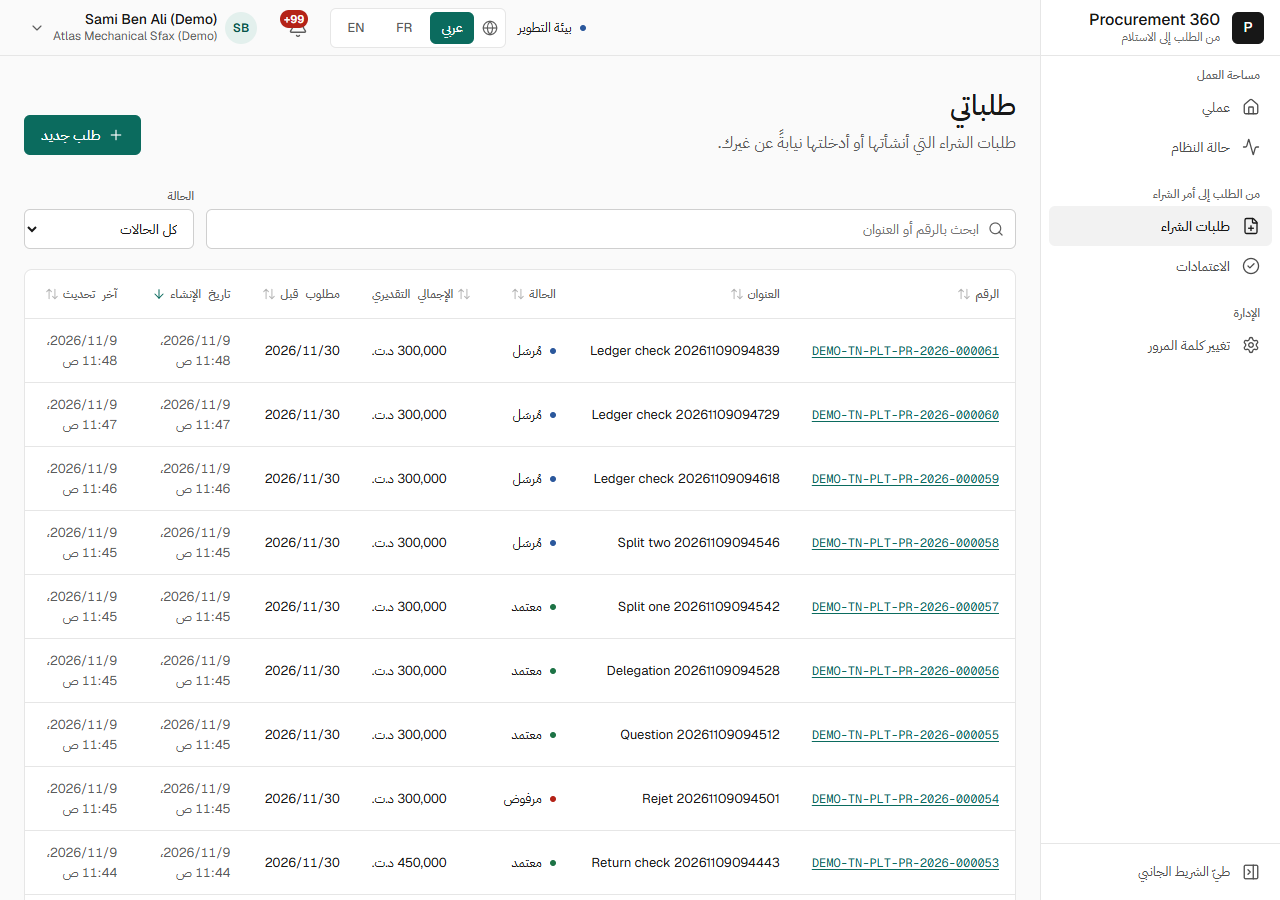 Procurement 360
P
من الطلب إلى الاستلام
بيئة التطوير
عربي
FR
EN
+99
SB
Sami Ben Ali (Demo)
Atlas Mechanical Sfax (Demo)
مساحة العمل
عملي
حالة النظام
من الطلب إلى أمر الشراء
طلبات الشراء
الاعتمادات
الإدارة
تغيير كلمة المرور
طيّ الشريط الجانبي
طلباتي
طلبات الشراء التي أنشأتها أو أدخلتها نيابةً عن غيرك.
طلب جديد
ابحث بالرقم أو العنوان
الحالة
كل الحالات
الرقم العنوان الحالة الإجمالي التقديري مطلوب قبل تاريخ الإنشاء آخر تحديث
DEMO-TN-PLT-PR-2026-000061 Ledger check 20261109094839 مُرسَل 300,000 د.ت. 2026/11/30 2026/11/9، 11:48 ص 2026/11/9، 11:48 ص
DEMO-TN-PLT-PR-2026-000060 Ledger check 20261109094729 مُرسَل 300,000 د.ت. 2026/11/30 2026/11/9، 11:47 ص 2026/11/9، 11:47 ص
DEMO-TN-PLT-PR-2026-000059 Ledger check 20261109094618 مُرسَل 300,000 د.ت. 2026/11/30 2026/11/9، 11:46 ص 2026/11/9، 11:46 ص
DEMO-TN-PLT-PR-2026-000058 Split two 20261109094546 مُرسَل 300,000 د.ت. 2026/11/30 2026/11/9، 11:45 ص 2026/11/9، 11:45 ص
DEMO-TN-PLT-PR-2026-000057 Split one 20261109094542 معتمد 300,000 د.ت. 2026/11/30 2026/11/9، 11:45 ص 2026/11/9، 11:45 ص
DEMO-TN-PLT-PR-2026-000056 Delegation 20261109094528 معتمد 300,000 د.ت. 2026/11/30 2026/11/9، 11:45 ص 2026/11/9، 11:45 ص
DEMO-TN-PLT-PR-2026-000055 Question 20261109094512 معتمد 300,000 د.ت. 2026/11/30 2026/11/9، 11:45 ص 2026/11/9، 11:45 ص
DEMO-TN-PLT-PR-2026-000054 Rejet 20261109094501 مرفوض 300,000 د.ت. 2026/11/30 2026/11/9، 11:45 ص 2026/11/9، 11:45 ص
DEMO-TN-PLT-PR-2026-000053 Return check 20261109094443 معتمد 450,000 د.ت. 2026/11/30 2026/11/9، 11:44 ص 2026/11/9، 11:44 ص